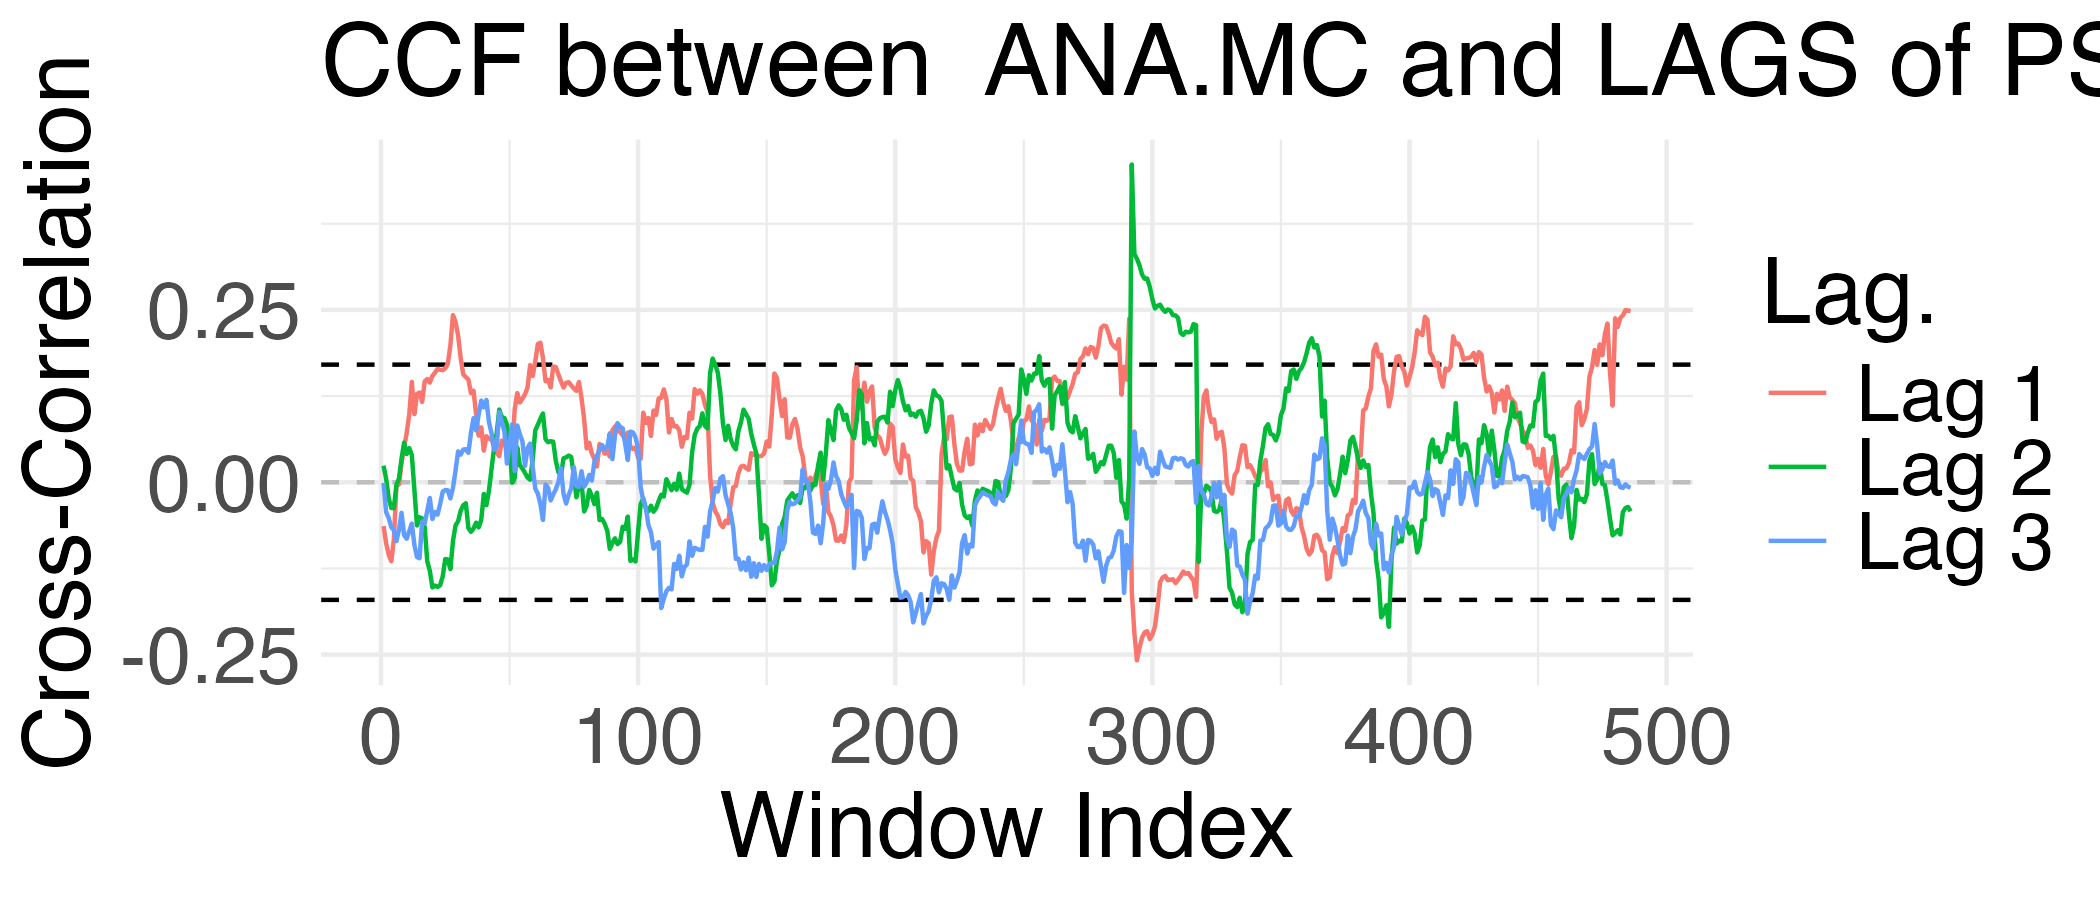 CCF between ANA.MC and LAGS of PS
Cross-Correlation
0.25
0.00
-0.25
0 100 200 300 400 500
Window Index
Lag.
Lag 1
Lag 2
Lag 3